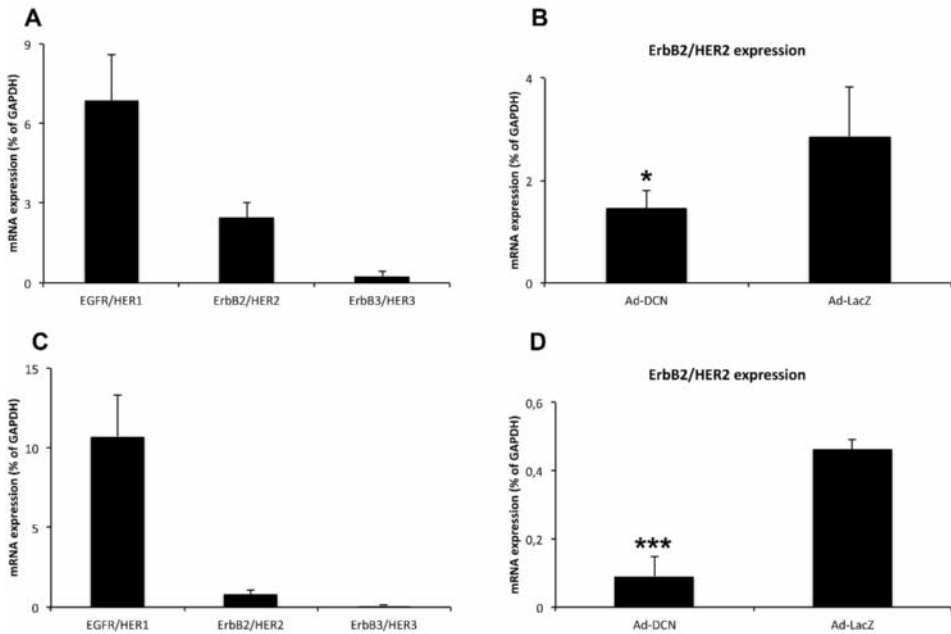 A
mRNA expression (% of GAPDH)
9
6
3
0
EGFR/HER1
ErbB2/HER2
ErbB3/HER3
B
ErbB2/HER2 expression
mRNA expression (% of GAPDH)
4
2
0
*
Ad-DCN
Ad-LacZ
C
mRNA expression (% of GAPDH)
15
10
5
0
EGFR/HER1
ErbB2/HER2
ErbB3/HER3
D
ErbB2/HER2 expression
mRNA expression (% of GAPDH)
0,6
0,4
0,2
0
***
Ad-DCN
Ad-LacZ